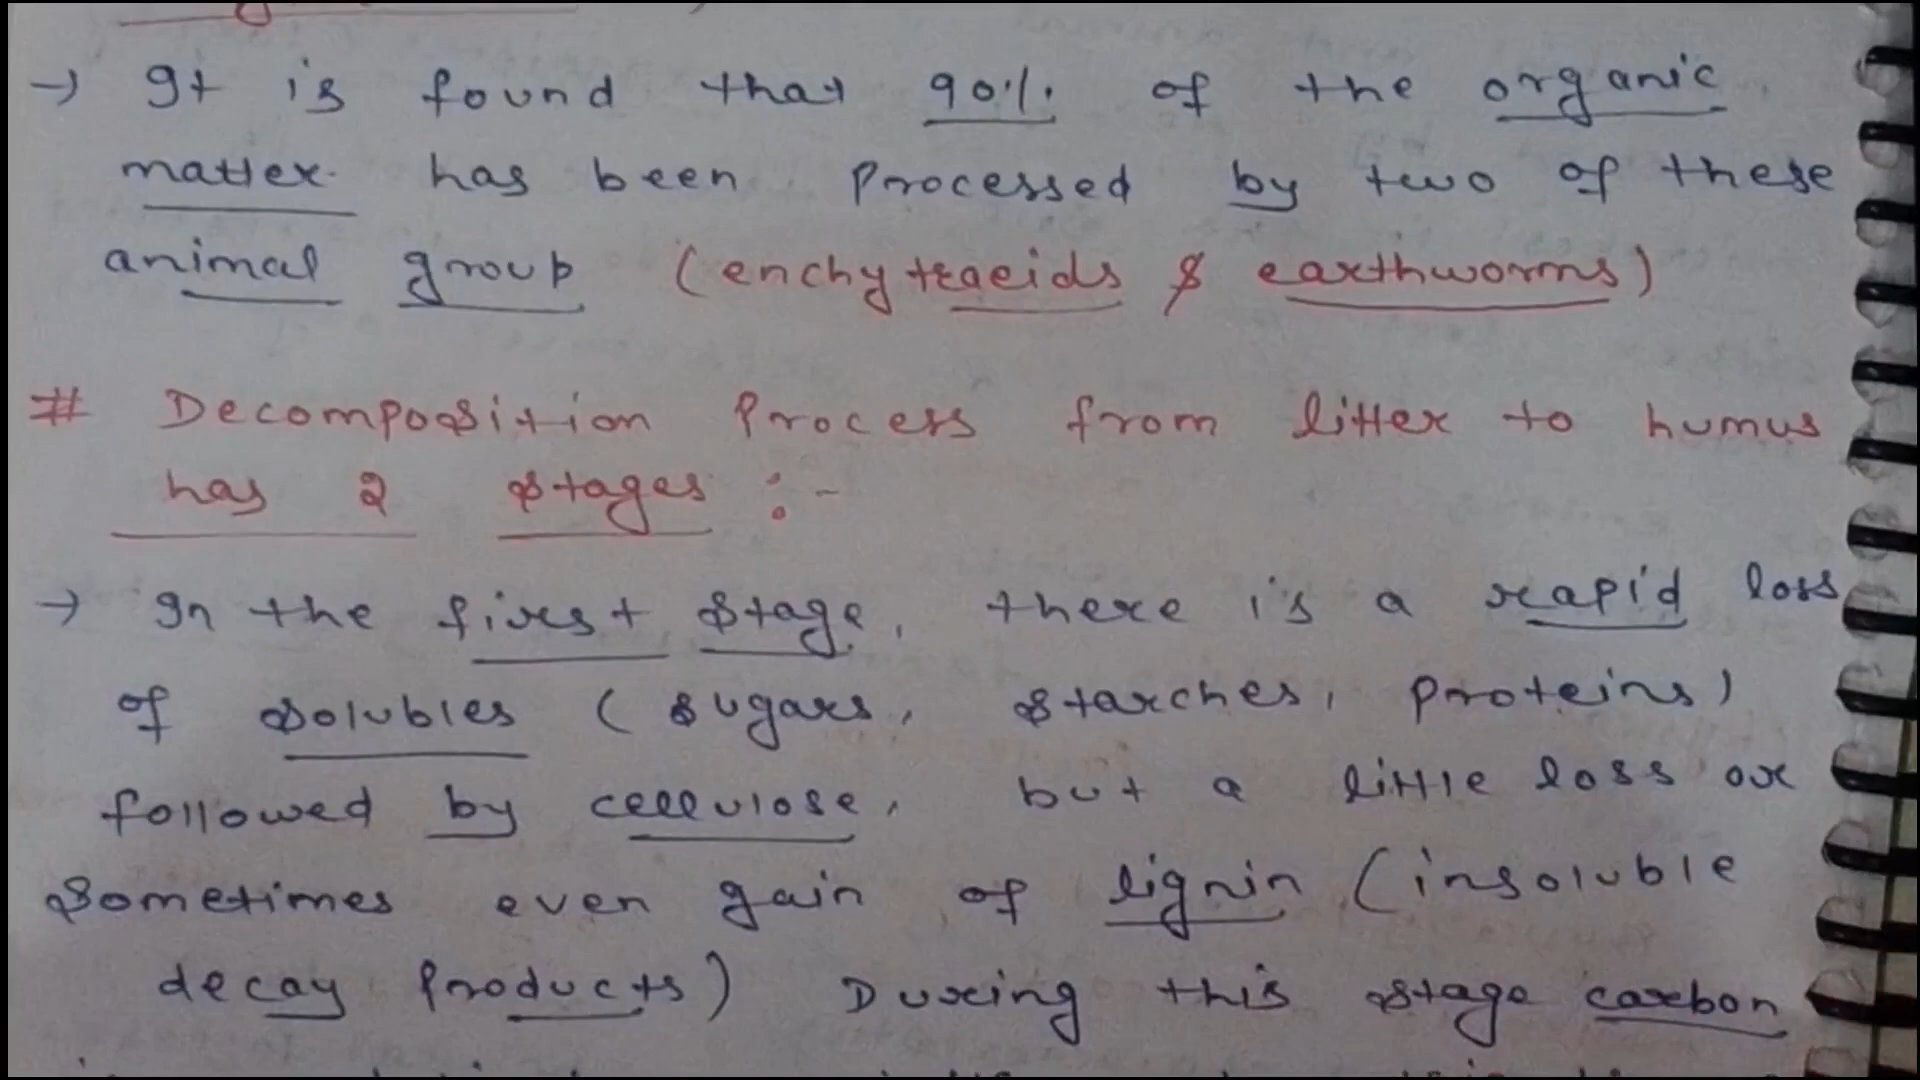 → It is found that 90% of the organic
matter has been processed by two of these
animal group (enchytraeids & earthworms)
# Decomposition process from litter to humus
has 2 stages :-
→ In the first stage, there is a rapid loss
of solubles (sugars, starches, proteins)
followed by cellulose, but a little loss or
sometimes even gain of lignin (insoluble
decay products) During this stage carbon